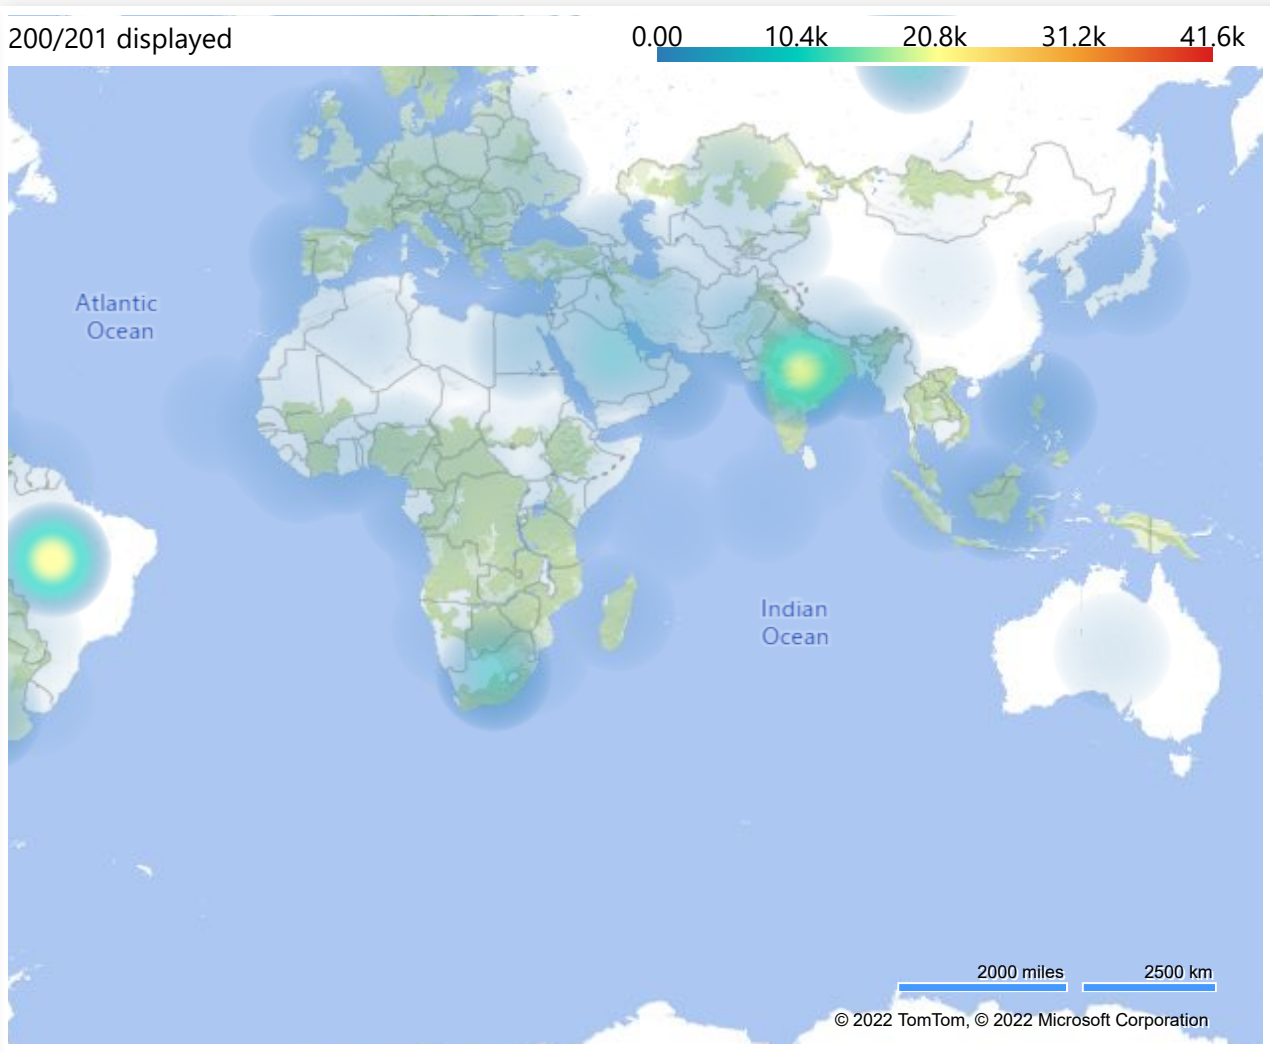 200/201 displayed
0.00 10.4k 20.8k 31.2k 41.6k
Atlantic
Ocean
Indian
Ocean
2000 miles 2500 km
© 2022 TomTom, © 2022 Microsoft Corporation